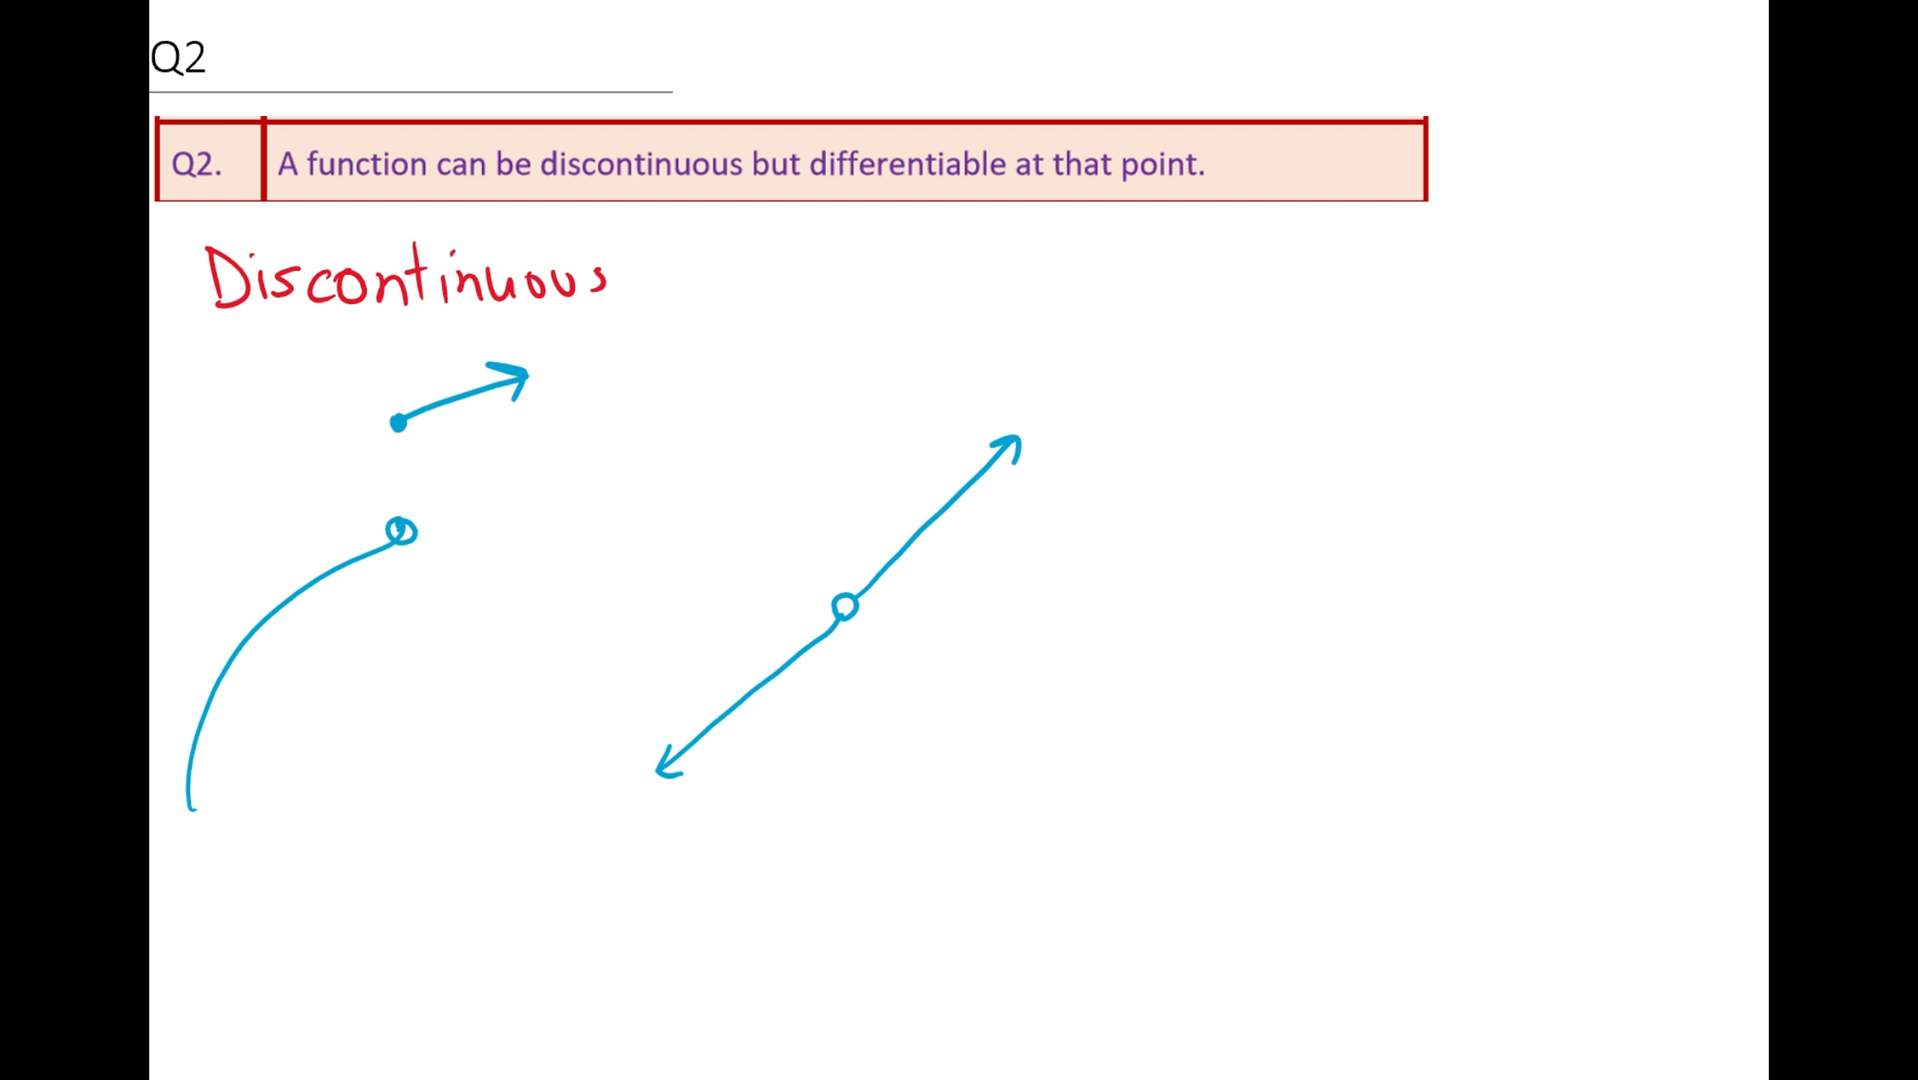 Q2
Q2. A function can be discontinuous but differentiable at that point.
Discontinuous